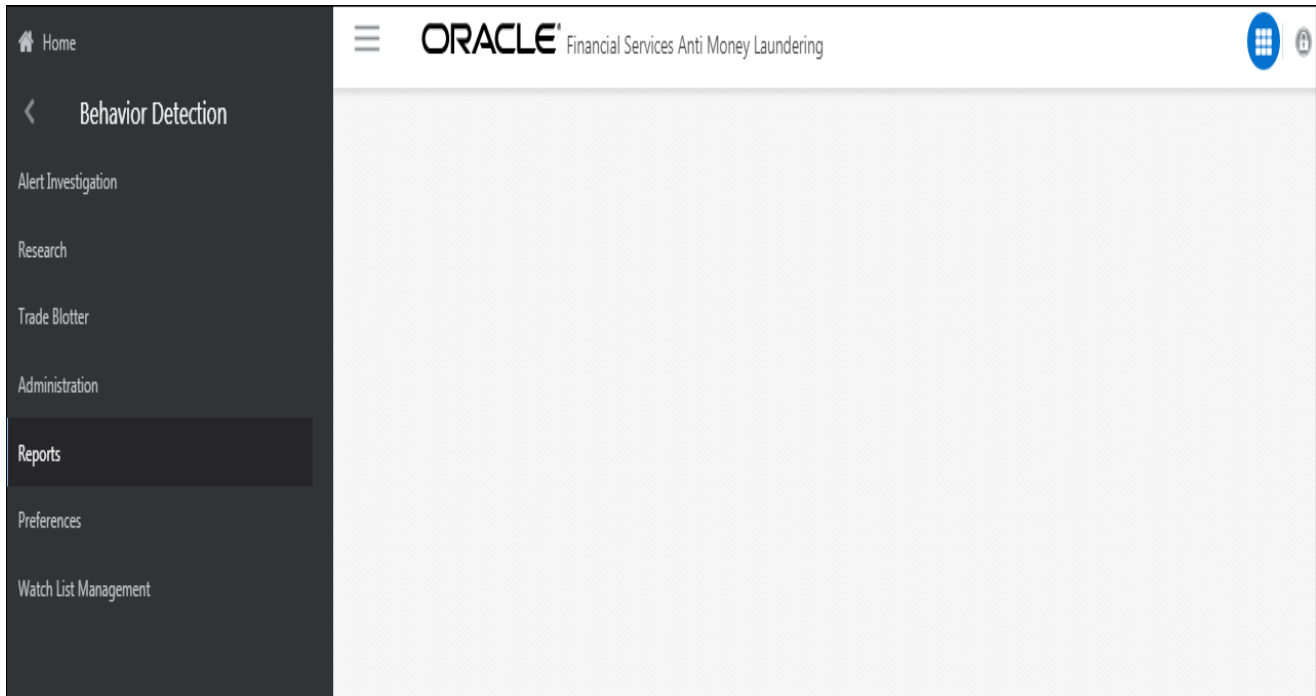 Home
Behavior Detection
Alert Investigation
Research
Trade Blotter
Administration
Reports
Preferences
Watch List Management
ORACLE® Financial Services Anti Money Laundering